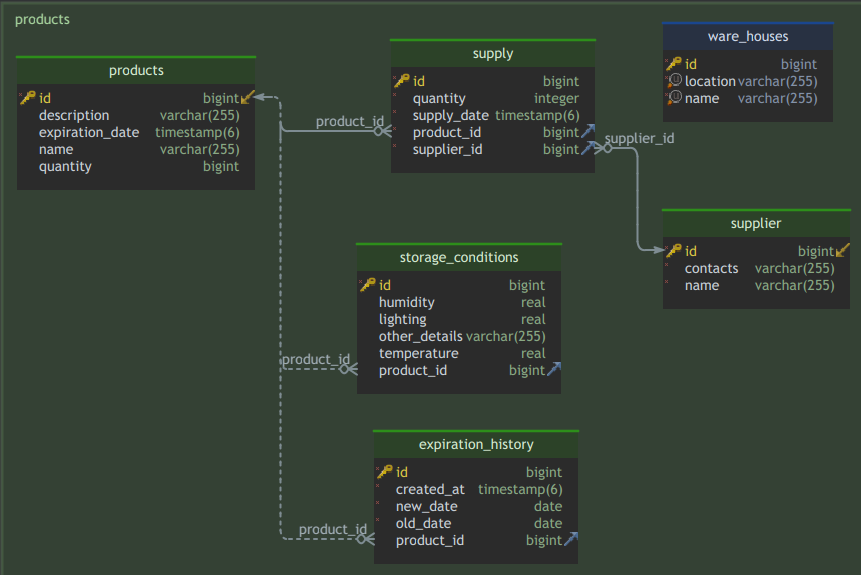 products
products
id bigint
description varchar(255)
expiration_date timestamp(6)
name varchar(255)
quantity bigint
supply
id bigint
quantity integer
supply_date timestamp(6)
product_id bigint
supplier_id bigint
ware_houses
id bigint
location varchar(255)
name varchar(255)
product_id
supplier_id
supplier
id bigint
contacts varchar(255)
name varchar(255)
storage_conditions
id bigint
humidity real
lighting real
other_details varchar(255)
temperature real
product_id bigint
product_id
expiration_history
id bigint
created_at timestamp(6)
new_date date
old_date date
product_id bigint
product_id